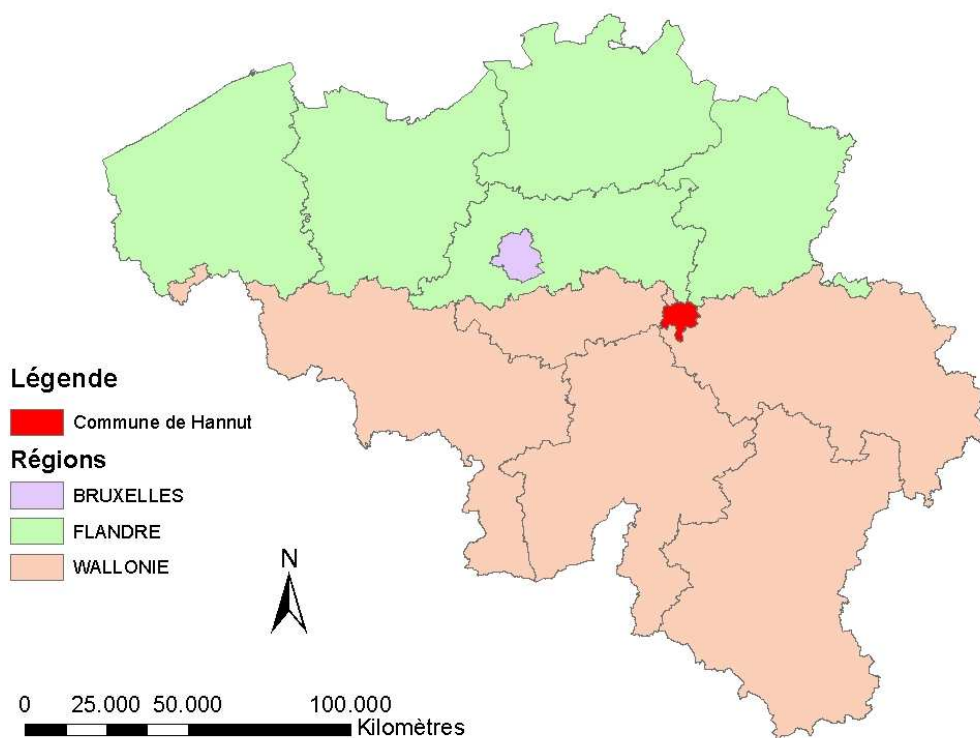 Légende
Commune de Hannut
Régions
BRUXELLES
FLANDRE
WALLONIE
N
0 25.000 50.000 100.000
Kilomètres